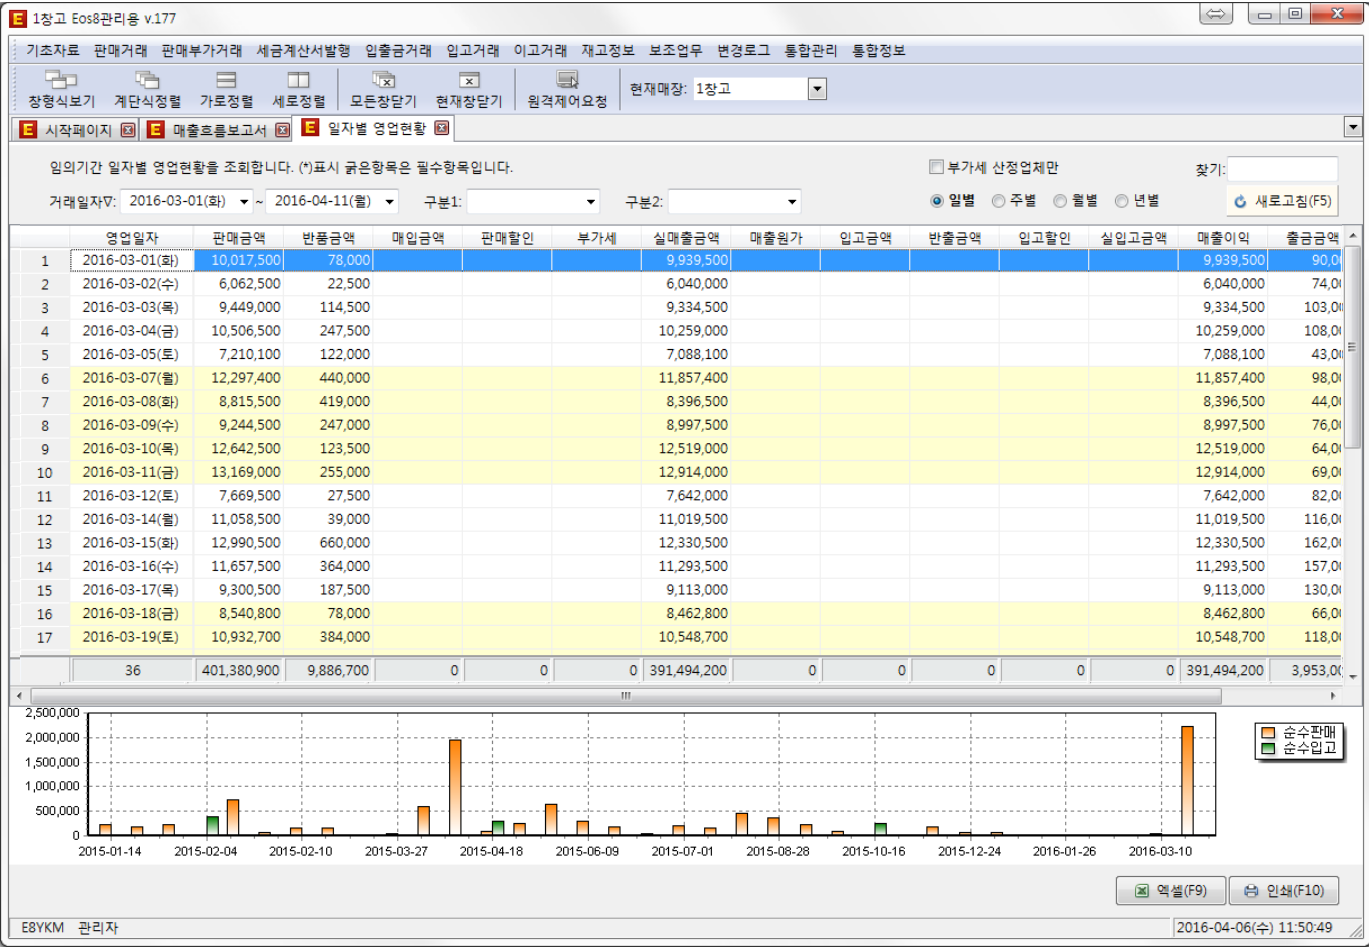 1창고 Eos8관리용 v.177
기초자료 판매거래 판매부가거래 세금계산서발행 입출금거래 입고거래 이고거래 재고정보 보조업무 변경로그 통합관리 통합정보
창형식보기 계단식정렬 가로정렬 세로정렬 모든창닫기 현재창닫기 원격제어요청 현재매장: 1창고
E 시작페이지 E 매출흐름보고서 E 일자별 영업현황
임의기간 일자별 영업현황을 조회합니다. (*)표시 굵은항목은 필수항목입니다. 부가세 산정업체만 찾기:
거래일자∇: 2016-03-01(화) ~ 2016-04-11(월) 구분1: 구분2: 일별 주별 월별 년별 새로고침(F5)
영업일자 판매금액 반품금액 매입금액 판매할인 부가세 실매출금액 매출원가 입고금액 반출금액 입고할인 실입고금액 매출이익 출금금액
1 2016-03-01(화) 10,017,500 78,000 9,939,500 9,939,500 90,0
2 2016-03-02(수) 6,062,500 22,500 6,040,000 6,040,000 74,0
3 2016-03-03(목) 9,449,000 114,500 9,334,500 9,334,500 103,0
4 2016-03-04(금) 10,506,500 247,500 10,259,000 10,259,000 108,0
5 2016-03-05(토) 7,210,100 122,000 7,088,100 7,088,100 43,0
6 2016-03-07(월) 12,297,400 440,000 11,857,400 11,857,400 98,0
7 2016-03-08(화) 8,815,500 419,000 8,396,500 8,396,500 44,0
8 2016-03-09(수) 9,244,500 247,000 8,997,500 8,997,500 76,0
9 2016-03-10(목) 12,642,500 123,500 12,519,000 12,519,000 64,0
10 2016-03-11(금) 13,169,000 255,000 12,914,000 12,914,000 69,0
11 2016-03-12(토) 7,669,500 27,500 7,642,000 7,642,000 82,0
12 2016-03-14(월) 11,058,500 39,000 11,019,500 11,019,500 116,0
13 2016-03-15(화) 12,990,500 660,000 12,330,500 12,330,500 162,0
14 2016-03-16(수) 11,657,500 364,000 11,293,500 11,293,500 157,0
15 2016-03-17(목) 9,300,500 187,500 9,113,000 9,113,000 130,0
16 2016-03-18(금) 8,540,800 78,000 8,462,800 8,462,800 66,0
17 2016-03-19(토) 10,932,700 384,000 10,548,700 10,548,700 118,0
36 401,380,900 9,886,700 0 0 0 391,494,200 0 0 0 0 0 391,494,200 3,953,0
2,500,000
2,000,000
1,500,000
1,000,000
500,000
0
순수판매
순수입고
2015-01-14 2015-02-04 2015-02-10 2015-03-27 2015-04-18 2015-06-09 2015-07-01 2015-08-28 2015-10-16 2015-12-24 2016-01-26 2016-03-10
엑셀(F9) 인쇄(F10)
E8YKM 관리자 2016-04-06(수) 11:50:49